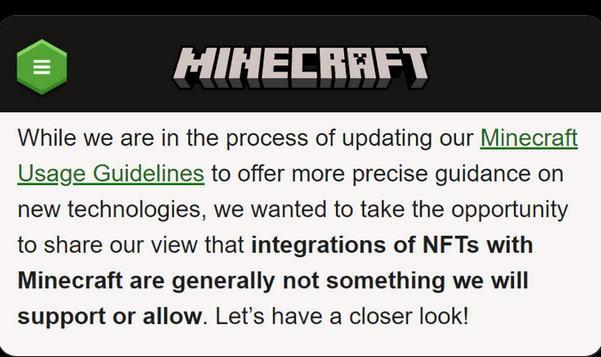 MINECRAFT
While we are in the process of updating our Minecraft
Usage Guidelines to offer more precise guidance on
new technologies, we wanted to take the opportunity
to share our view that integrations of NFTs with
Minecraft are generally not something we will
support or allow. Let’s have a closer look!